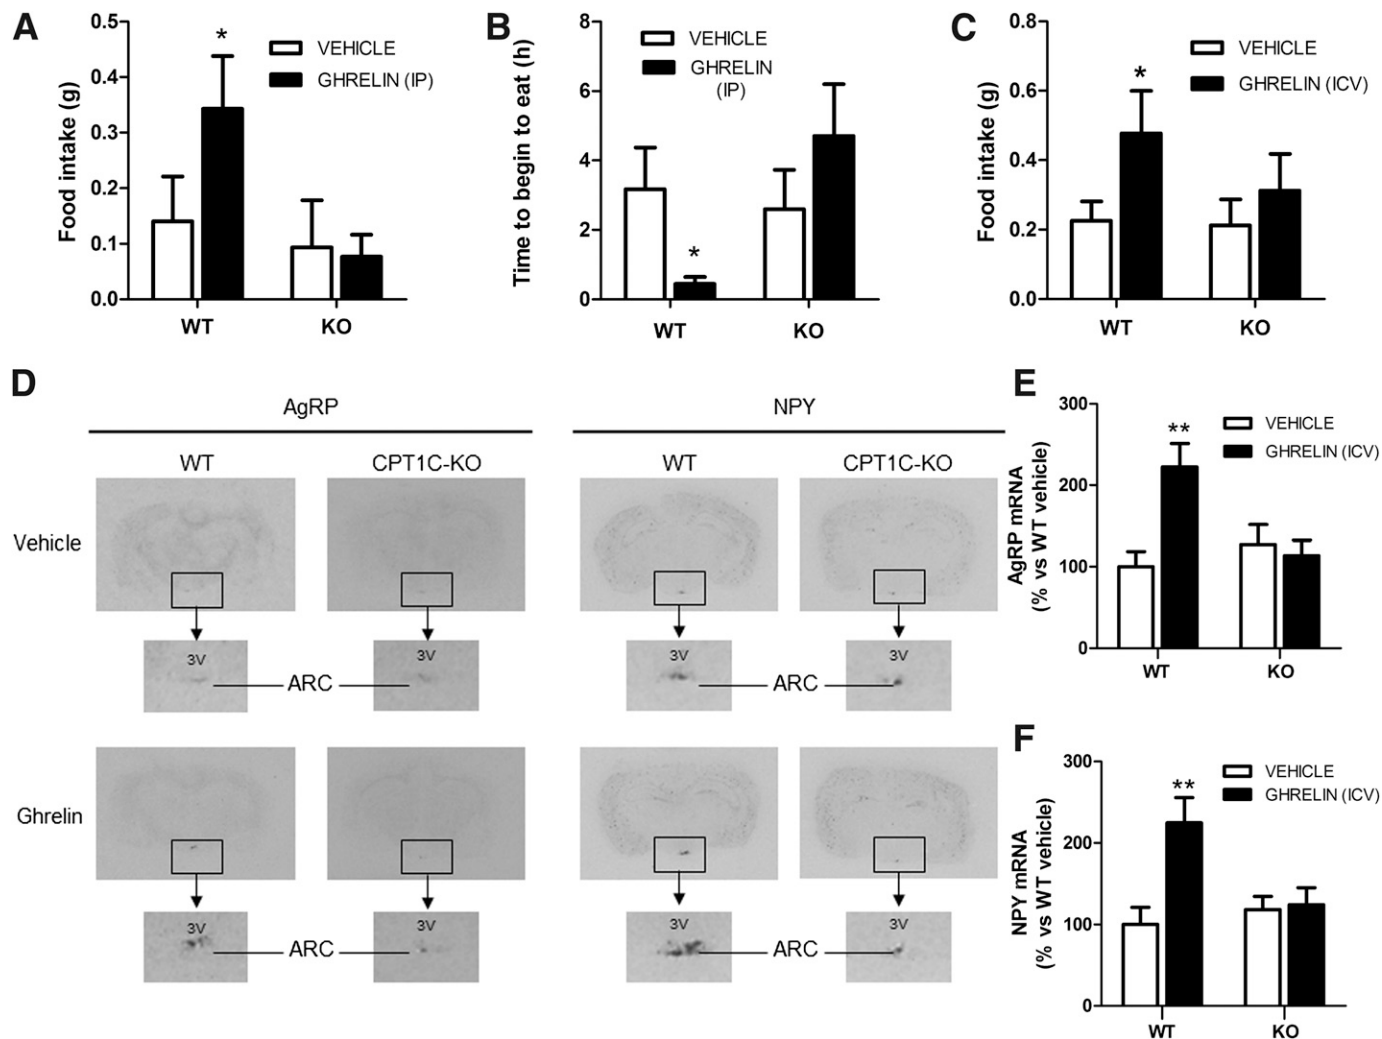 A
Food intake (g)
0.5
0.4
0.3
0.2
0.1
0.0
*
VEHICLE
GHRELIN (IP)
WT
KO
B
Time to begin to eat (h)
8
6
4
2
0
*
VEHICLE
GHRELIN
(IP)
WT
KO
C
Food intake (g)
0.8
0.6
0.4
0.2
0.0
*
VEHICLE
GHRELIN (ICV)
WT
KO
D
AgRP
NPY
WT
CPT1C-KO
WT
CPT1C-KO
Vehicle
3V
3V
3V
3V
ARC
ARC
Ghrelin
3V
3V
3V
3V
ARC
ARC
E
AgRP mRNA
(% vs WT vehicle)
300
200
100
0
**
VEHICLE
GHRELIN (ICV)
WT
KO
F
NPY mRNA
(% vs WT vehicle)
300
200
100
0
**
VEHICLE
GHRELIN (ICV)
WT
KO